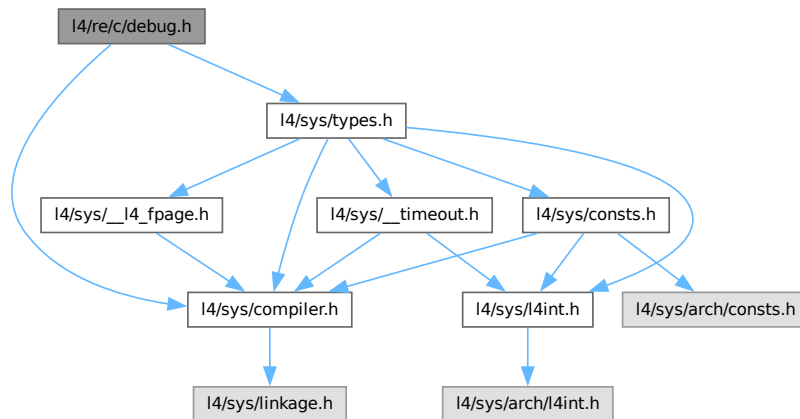 l4/re/c/debug.h
l4/sys/types.h
l4/sys/__l4_fpage.h
l4/sys/__timeout.h
l4/sys/consts.h
l4/sys/compiler.h
l4/sys/l4int.h
l4/sys/arch/consts.h
l4/sys/linkage.h
l4/sys/arch/l4int.h